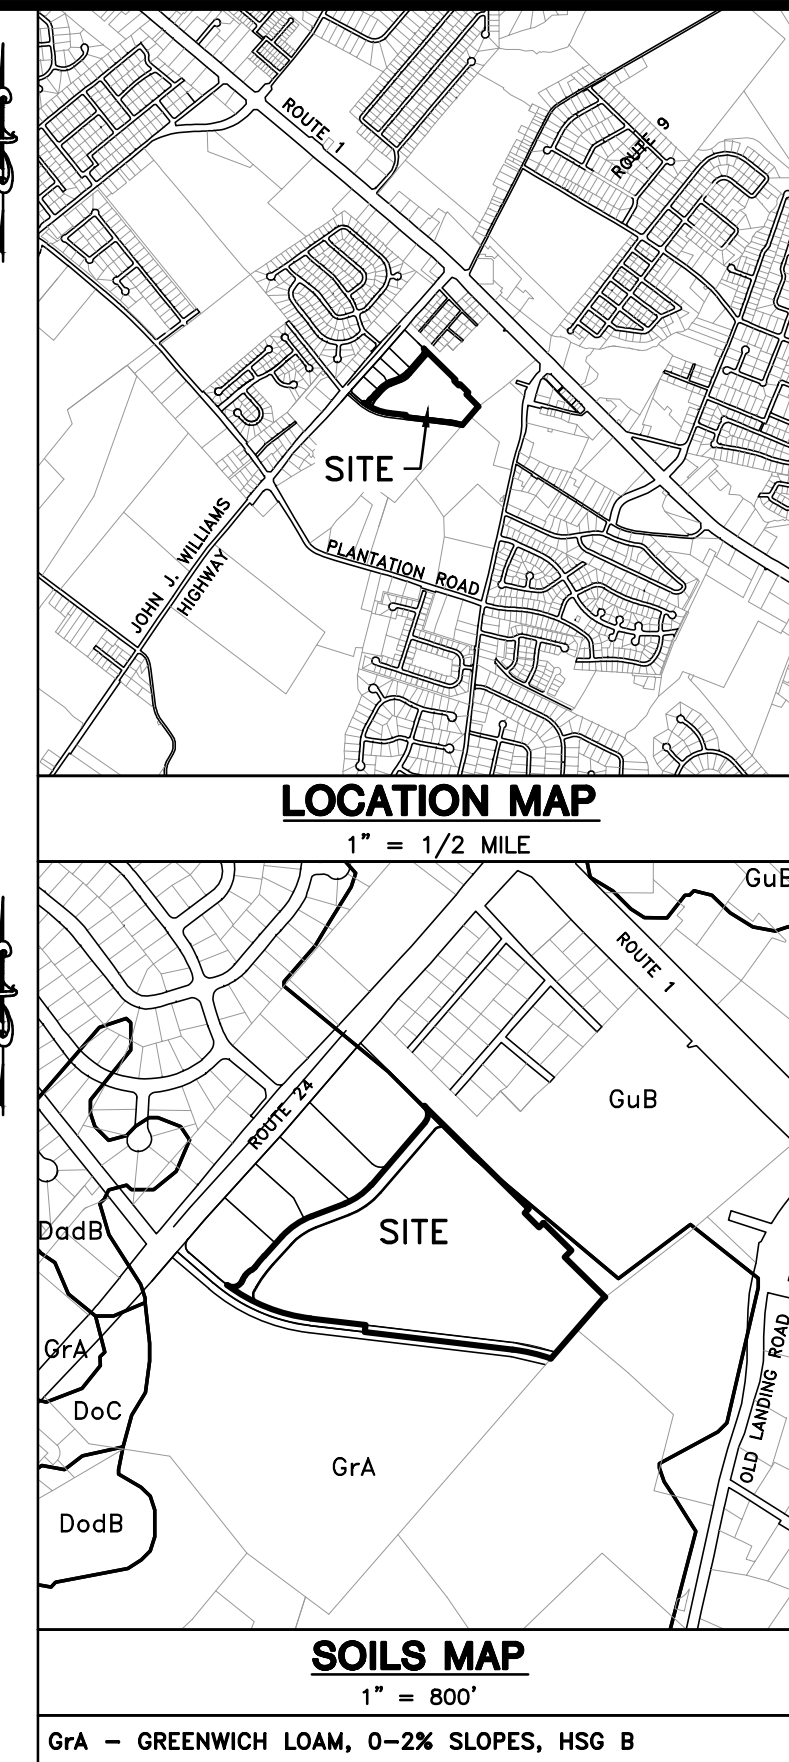 ROUTE 1
ROUTE 9
SITE
JOHN J. WILLIAMS
HIGHWAY
PLANTATION ROAD
LOCATION MAP
1" = 1/2 MILE
GuB
ROUTE 1
GuB
ROUTE 24
SITE
DadB
GrA
DoC
OLD LANDING ROAD
GrA
DodB
SOILS MAP
1" = 800'
GrA - GREENWICH LOAM, 0-2% SLOPES, HSG B